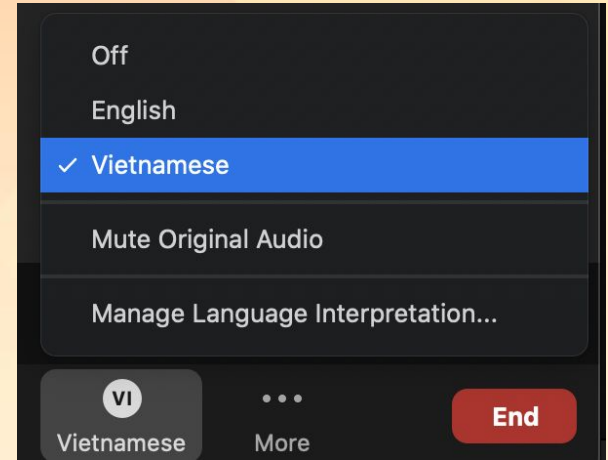 Off
English
✓ Vietnamese
Mute Original Audio
Manage Language Interpretation...
VI
Vietnamese
More
End